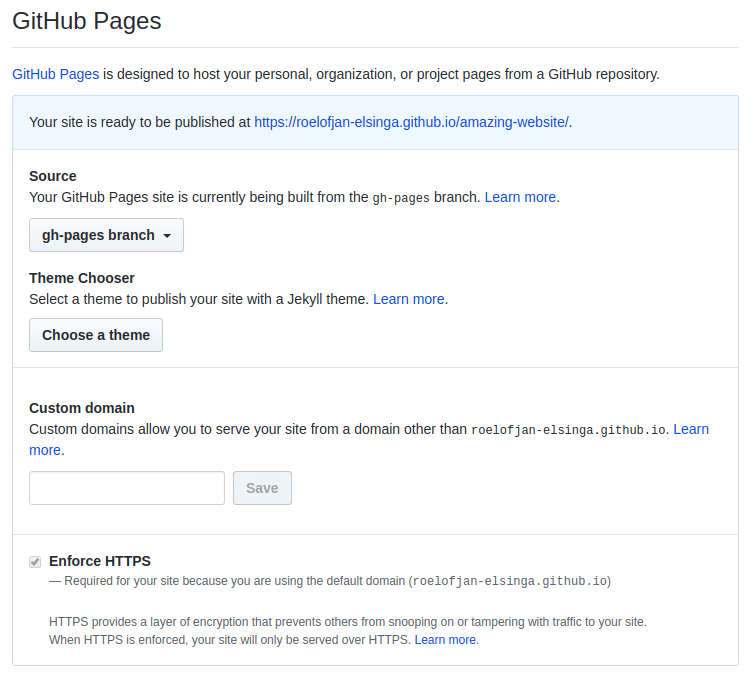 GitHub Pages
GitHub Pages is designed to host your personal, organization, or project pages from a GitHub repository.
Your site is ready to be published at https://roelofjan-elsinga.github.io/amazing-website/.
Source
Your GitHub Pages site is currently being built from the gh-pages branch. Learn more.
gh-pages branch
Theme Chooser
Select a theme to publish your site with a Jekyll theme. Learn more.
Choose a theme
Custom domain
Custom domains allow you to serve your site from a domain other than roelofjan-elsinga.github.io. Learn
more.
Save
Enforce HTTPS
— Required for your site because you are using the default domain (roelofjan-elsinga.github.io)
HTTPS provides a layer of encryption that prevents others from snooping on or tampering with traffic to your site.
When HTTPS is enforced, your site will only be served over HTTPS. Learn more.